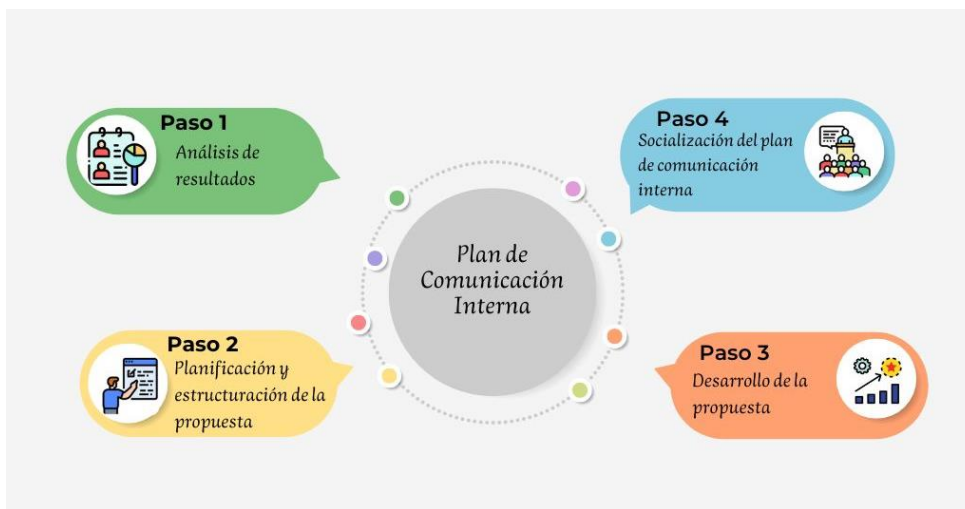 Paso 1
Análisis de
resultados
Paso 2
Planificación y
estructuración de la
propuesta
Plan de
Comunicación
Interna
Paso 3
Desarrollo de la
propuesta
Paso 4
Socialización del plan
de comunicación
interna